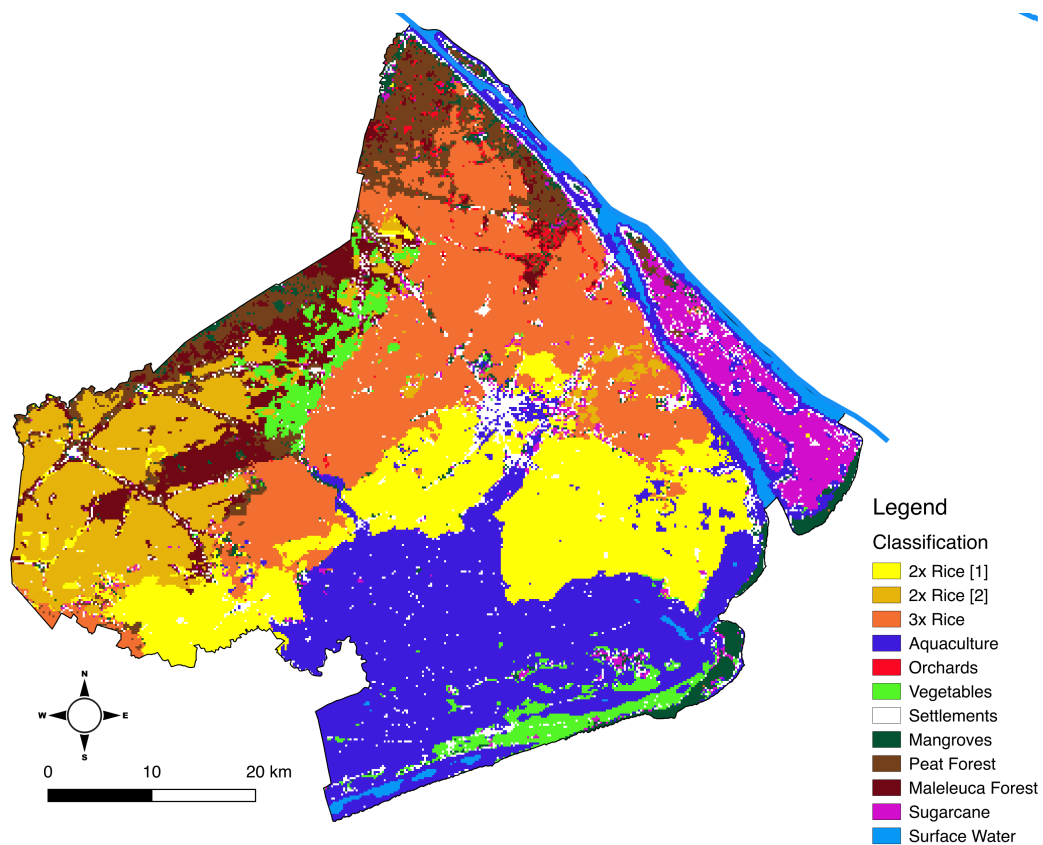 Legend
Classification
2x Rice [1]
2x Rice [2]
3x Rice
Aquaculture
Orchards
Vegetables
Settlements
Mangroves
Peat Forest
Maleleuca Forest
Sugarcane
Surface Water
N
W E
S
0 10 20 km